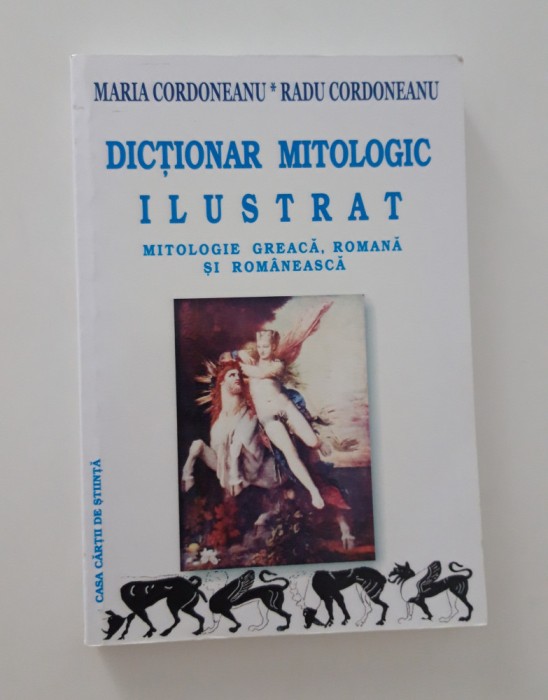 MARIA CORDONEANU * RADU CORDONEANU
DICȚIONAR MITOLOGIC
ILUSTRAT
MITOLOGIE GREACĂ, ROMANĂ
ȘI ROMÂNEASCĂ
CASA CĂRȚII DE ȘTIINȚĂ